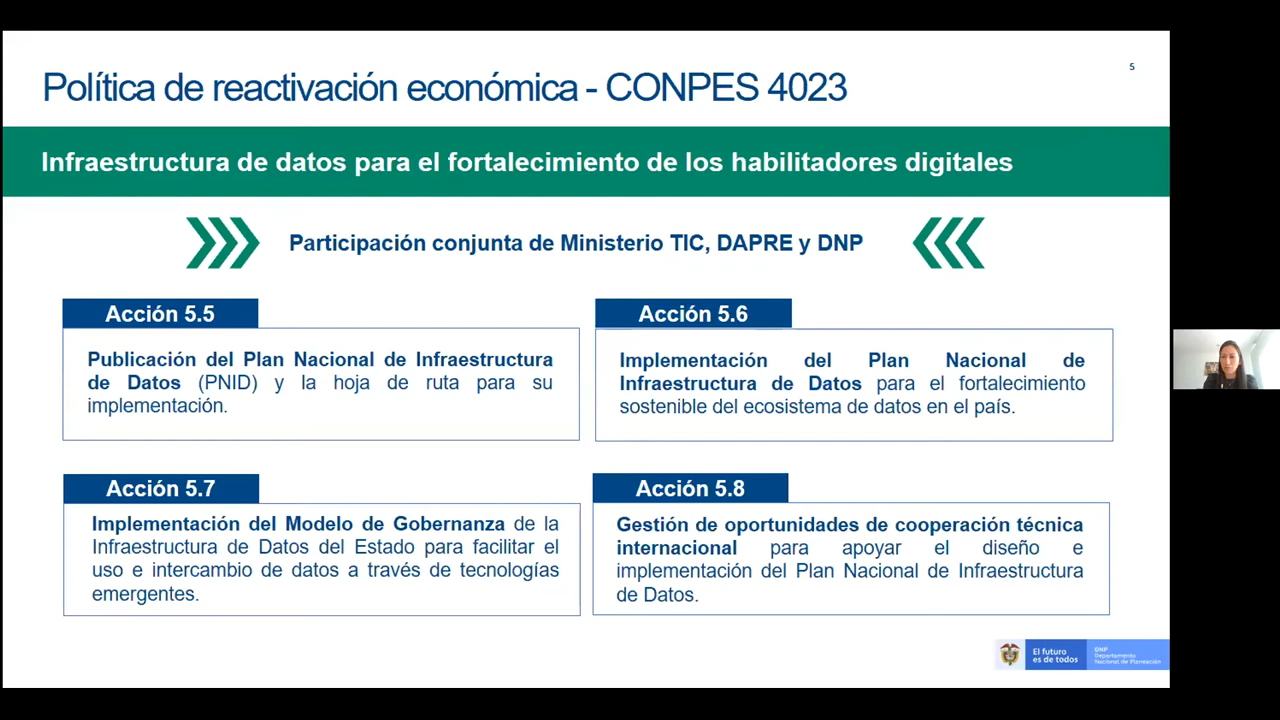 5
Política de reactivación económica - CONPES 4023
Infraestructura de datos para el fortalecimiento de los habilitadores digitales
Participación conjunta de Ministerio TIC, DAPRE y DNP
Acción 5.5
Publicación del Plan Nacional de Infraestructura
de Datos (PNID) y la hoja de ruta para su
implementación.
Acción 5.6
Implementación del Plan Nacional de
Infraestructura de Datos para el fortalecimiento
sostenible del ecosistema de datos en el país.
Acción 5.7
Implementación del Modelo de Gobernanza de la
Infraestructura de Datos del Estado para facilitar el
uso e intercambio de datos a través de tecnologías
emergentes.
Acción 5.8
Gestión de oportunidades de cooperación técnica
internacional para apoyar el diseño e
implementación del Plan Nacional de Infraestructura
de Datos.
El futuro
es de todos
DNP
Departamento
Nacional de Planeación